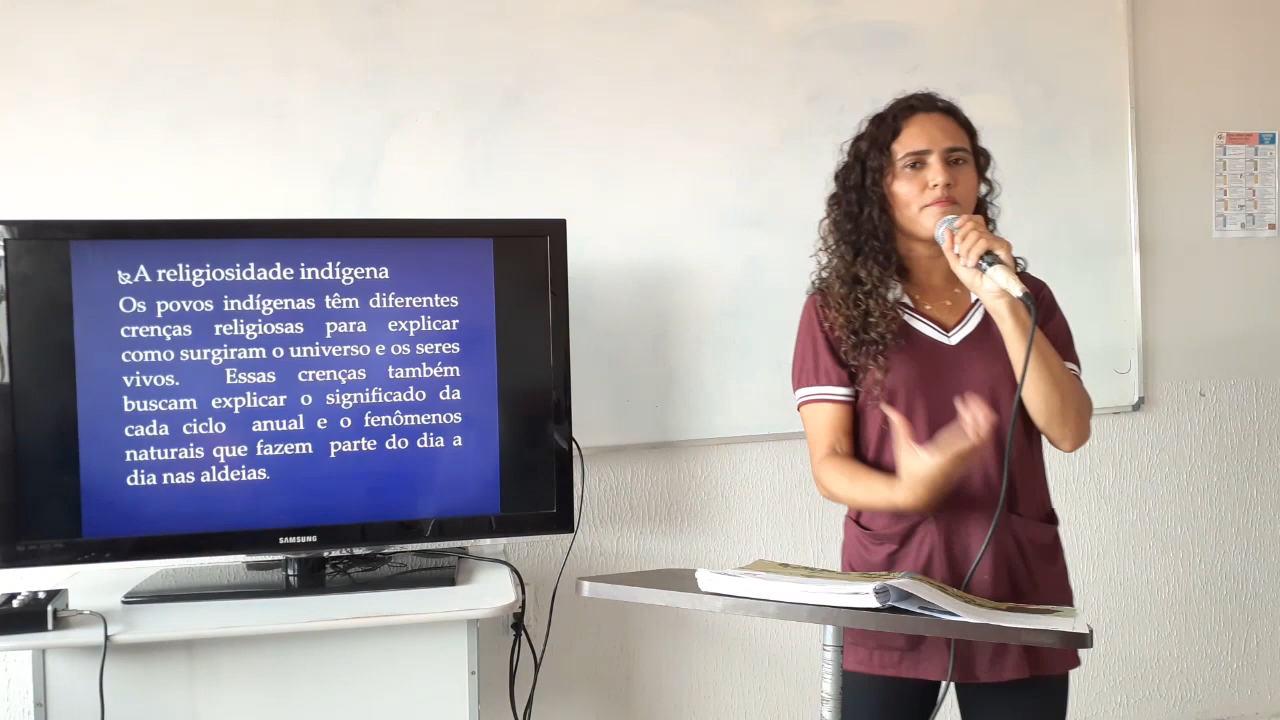 A religiosidade indígena
Os povos indígenas têm diferentes
crenças religiosas para explicar
como surgiram o universo e os seres
vivos. Essas crenças também
buscam explicar o significado da
cada ciclo anual e o fenômenos
naturais que fazem parte do dia a
dia nas aldeias.
SAMSUNG